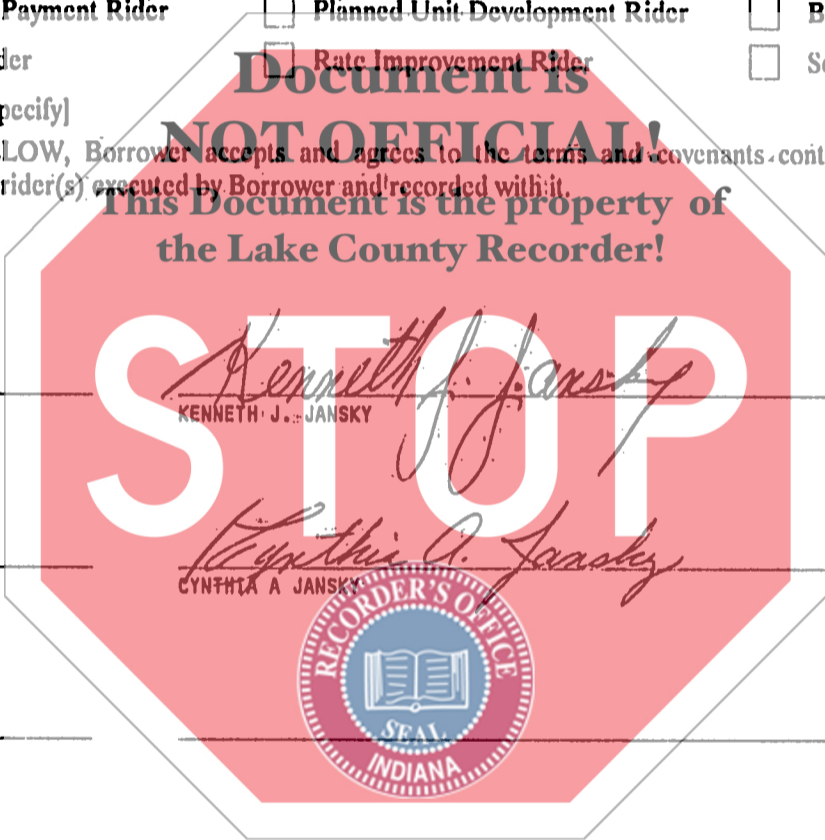 Payment Rider Planned Unit Development Rider B
der Rate Improvement Rider Se
pecify]
LOW, Borrower accepts and agrees to the terms and covenants cont
rider(s) executed by Borrower and recorded with it.
Document is
NOT OFFICIAL!
This Document is the property of
the Lake County Recorder!
STOP
Kenneth J. Jansky
KENNETH J. JANSKY
Cynthia A. Jansky
CYNTHIA A JANSKY
RECORDER'S OFFICE
SEAL
INDIANA